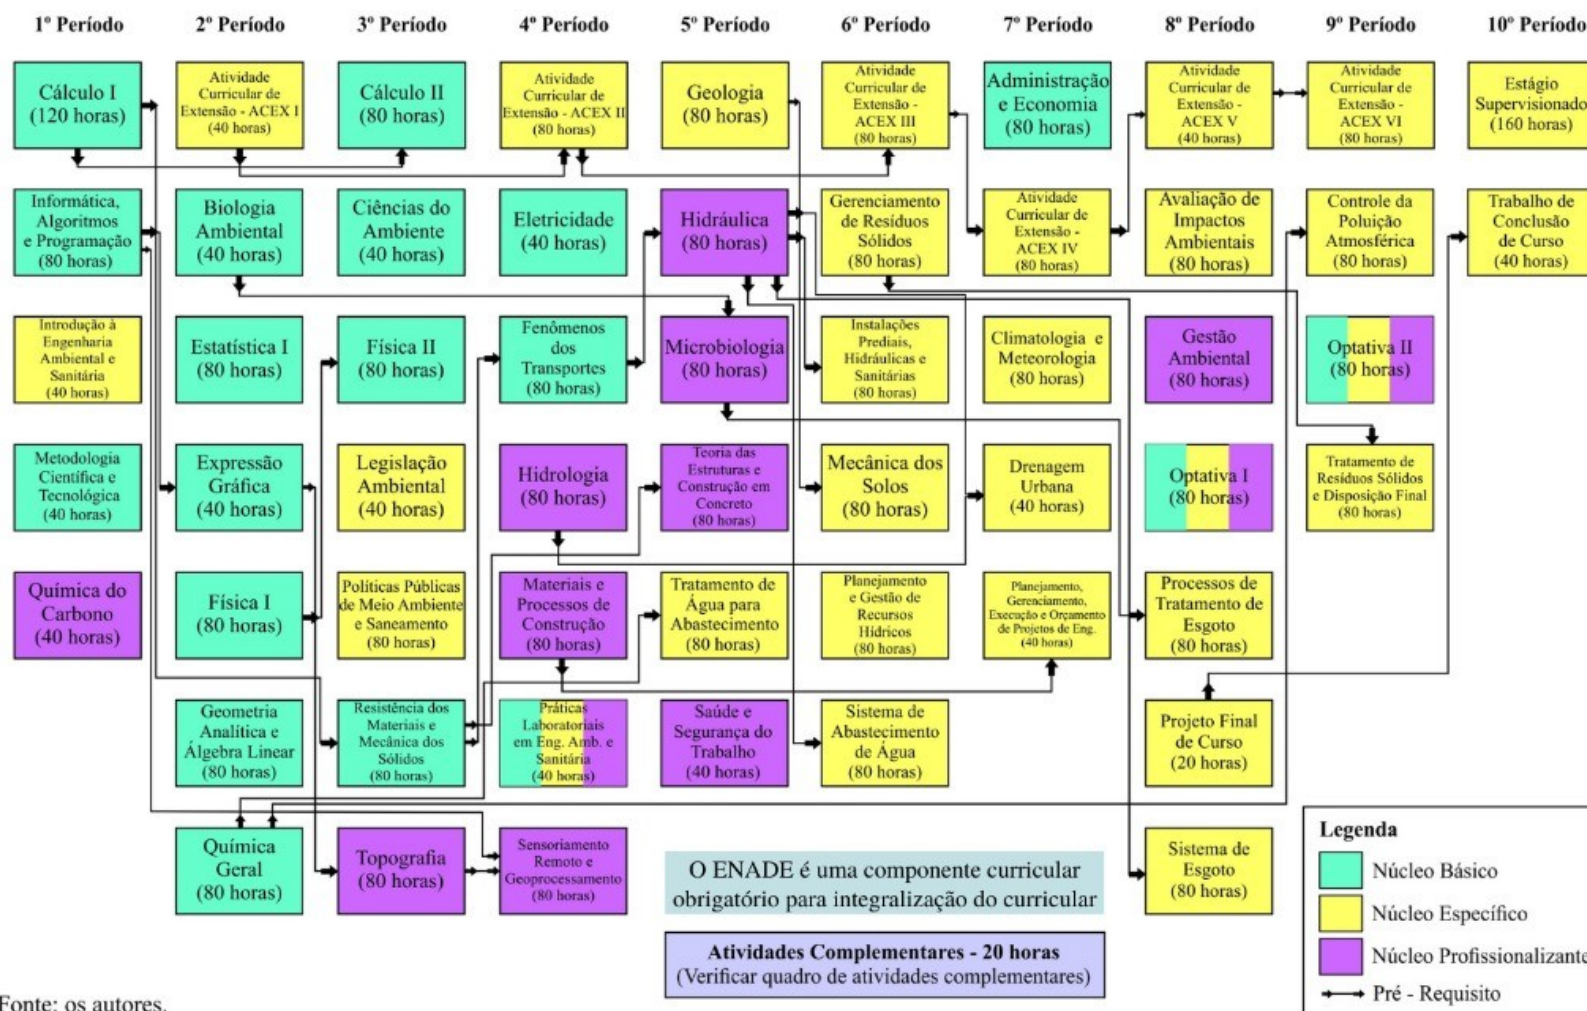 1º Período
2º Período
3º Período
4º Período
5º Período
6º Período
7º Período
8º Período
9º Período
10º Período
Cálculo I
(120 horas)
Atividade
Curricular de
Extensão - ACEX I
(40 horas)
Cálculo II
(80 horas)
Atividade
Curricular de
Extensão - ACEX II
(80 horas)
Geologia
(80 horas)
Atividade
Curricular de
Extensão -
ACEX III
(80 horas)
Administração
e Economia
(80 horas)
Atividade
Curricular de
Extensão -
ACEX V
(40 horas)
Atividade
Curricular de
Extensão -
ACEX VI
(80 horas)
Estágio
Supervisionado
(160 horas)
Informática,
Algoritmos
e Programação
(80 horas)
Biologia
Ambiental
(40 horas)
Ciências do
Ambiente
(40 horas)
Eletricidade
(40 horas)
Hidráulica
(80 horas)
Gerenciamento
de Resíduos
Sólidos
(80 horas)
Atividade
Curricular de
Extensão -
ACEX IV
(80 horas)
Avaliação de
Impactos
Ambientais
(80 horas)
Controle da
Poluição
Atmosférica
(80 horas)
Trabalho de
Conclusão
de Curso
(40 horas)
Introdução à
Engenharia
Ambiental e
Sanitária
(40 horas)
Estatística I
(80 horas)
Física II
(80 horas)
Fenômenos
dos
Transportes
(80 horas)
Microbiologia
(80 horas)
Instalações
Prediais,
Hidráulicas e
Sanitárias
(80 horas)
Climatologia e
Meteorologia
(80 horas)
Gestão
Ambiental
(80 horas)
Optativa II
(80 horas)
Metodologia
Científica e
Tecnológica
(40 horas)
Expressão
Gráfica
(40 horas)
Legislação
Ambiental
(40 horas)
Hidrologia
(80 horas)
Teoria das
Estruturas e
Construção em
Concreto
(80 horas)
Mecânica dos
Solos
(80 horas)
Drenagem
Urbana
(40 horas)
Optativa I
(80 horas)
Tratamento de
Resíduos Sólidos
e Disposição Final
(80 horas)
Química do
Carbono
(40 horas)
Física I
(80 horas)
Políticas Públicas
de Meio Ambiente
e Saneamento
(80 horas)
Materiais e
Processos de
Construção
(80 horas)
Tratamento de
Água para
Abastecimento
(80 horas)
Planejamento
e Gestão de
Recursos
Hídricos
(80 horas)
Planejamento,
Gerenciamento,
Execução e Orçamento
de Projetos de Eng.
(40 horas)
Processos de
Tratamento de
Esgoto
(80 horas)
Geometria
Analítica e
Álgebra Linear
(80 horas)
Resistência dos
Materiais e
Mecânica dos
Sólidos
(80 horas)
Práticas
Laboratoriais
em Eng. Amb. e
Sanitária
(40 horas)
Saúde e
Segurança do
Trabalho
(40 horas)
Sistema de
Abastecimento
de Água
(80 horas)
Projeto Final
de Curso
(20 horas)
Química
Geral
(80 horas)
Topografia
(80 horas)
Sensoriamento
Remoto e
Geoprocessamento
(80 horas)
Sistema de
Esgoto
(80 horas)
O ENADE é uma componente curricular
obrigatório para integralização do curricular
Atividades Complementares - 20 horas
(Verificar quadro de atividades complementares)
Legenda
Núcleo Básico
Núcleo Específico
Núcleo Profissionalizante
Pré - Requisito
Fonte: os autores.